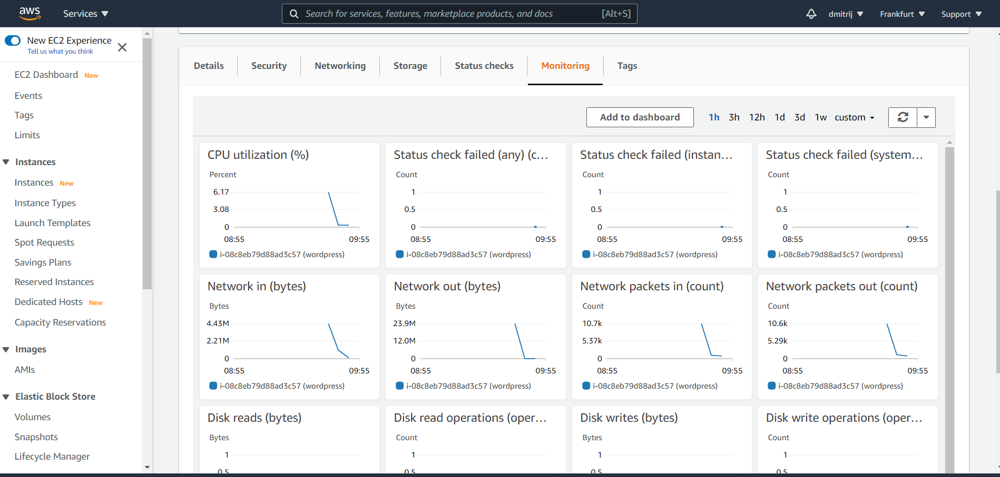 aws
Services
Search for services, features, marketplace products, and docs [Alt+S]
dmitrij
Frankfurt
Support
New EC2 Experience
Tell us what you think
EC2 Dashboard New
Events
Tags
Limits
Instances
Instances New
Instance Types
Launch Templates
Spot Requests
Savings Plans
Reserved Instances
Dedicated Hosts New
Capacity Reservations
Images
AMIs
Elastic Block Store
Volumes
Snapshots
Lifecycle Manager
Details Security Networking Storage Status checks Monitoring Tags
Add to dashboard 1h 3h 12h 1d 3d 1w custom
CPU utilization (%)
Percent
6.17
3.08
0
08:55 09:55
i-08c8eb79d88ad3c57 (wordpress)
Status check failed (any) (c...
Count
1
0.5
0
08:55 09:55
i-08c8eb79d88ad3c57 (wordpress)
Status check failed (instan...
Count
1
0.5
0
08:55 09:55
i-08c8eb79d88ad3c57 (wordpress)
Status check failed (system...
Count
1
0.5
0
08:55 09:55
i-08c8eb79d88ad3c57 (wordpress)
Network in (bytes)
Bytes
4.43M
2.21M
0
08:55 09:55
i-08c8eb79d88ad3c57 (wordpress)
Network out (bytes)
Bytes
23.9M
12.0M
0
08:55 09:55
i-08c8eb79d88ad3c57 (wordpress)
Network packets in (count)
Count
10.7k
5.37k
0
08:55 09:55
i-08c8eb79d88ad3c57 (wordpress)
Network packets out (count)
Count
10.6k
5.29k
0
08:55 09:55
i-08c8eb79d88ad3c57 (wordpress)
Disk reads (bytes)
Bytes
1
0.5
Disk read operations (oper...
Count
1
0.5
Disk writes (bytes)
Bytes
1
0.5
Disk write operations (oper...
Count
1
0.5